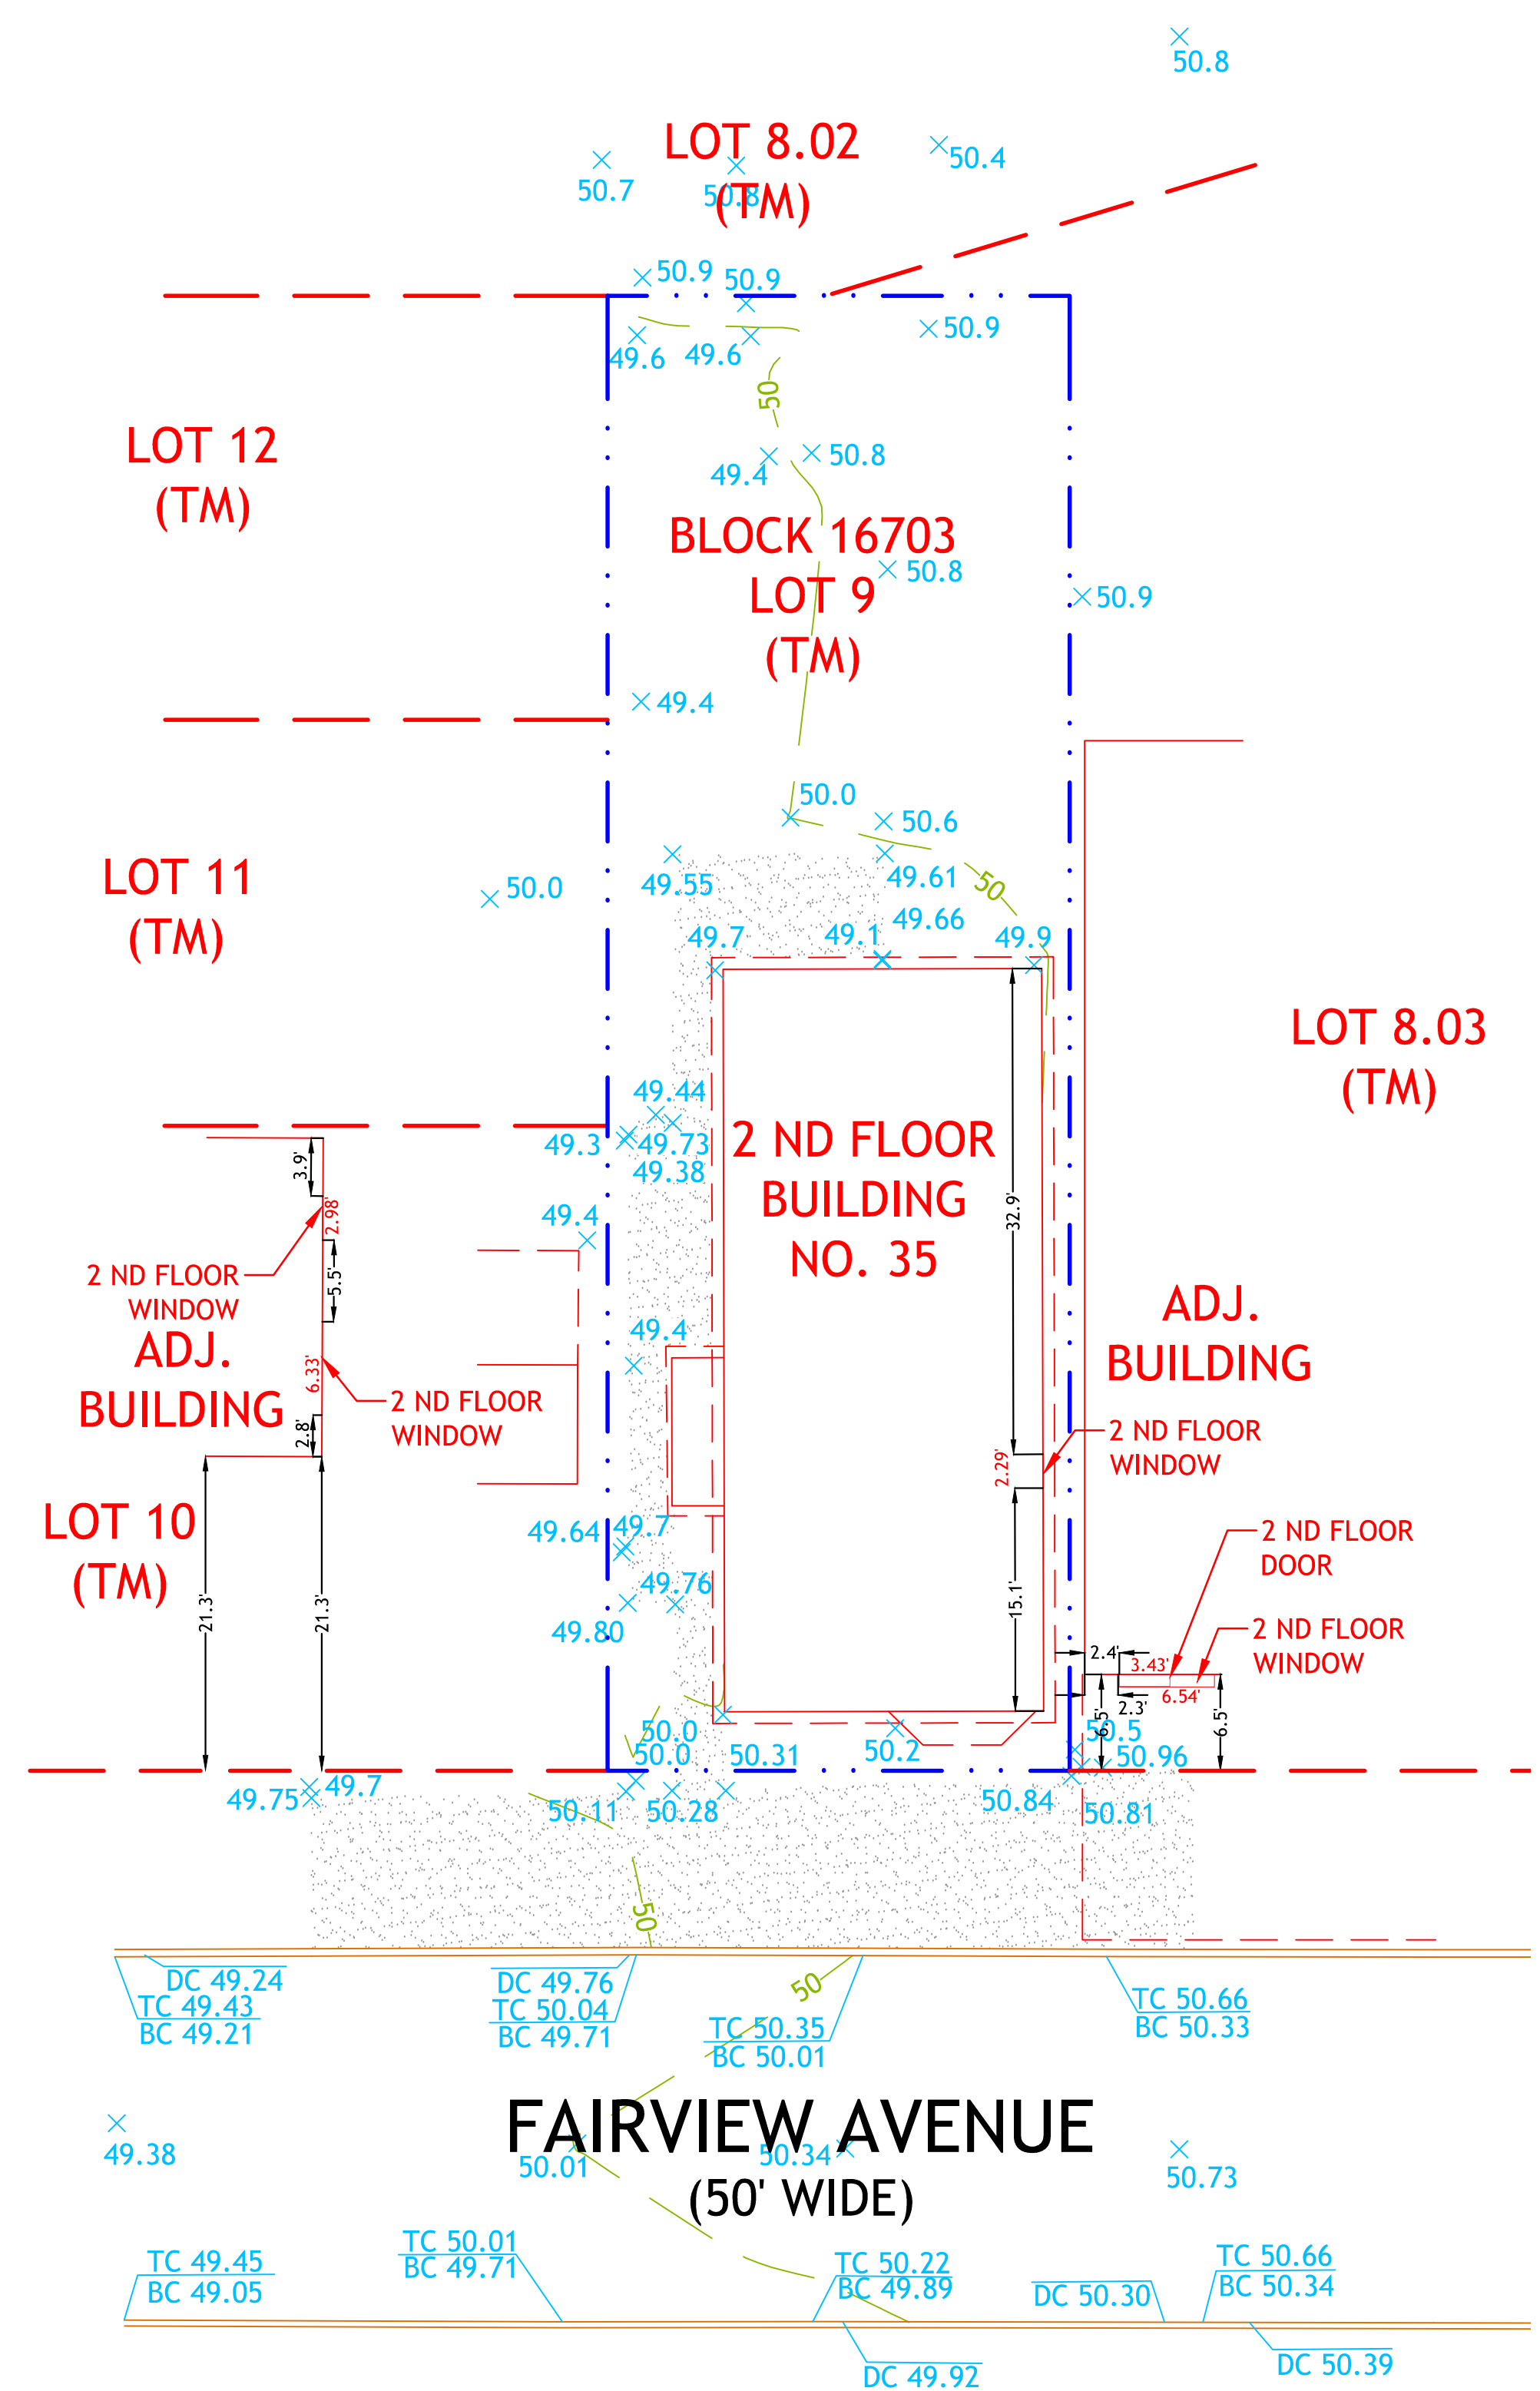 50.8
LOT 8.02
(TM)
50.4
50.7
50.8
50.9
50.9
50.9
49.6
49.6
50
LOT 12
(TM)
50.8
49.4
BLOCK 16703
LOT 9
(TM)
50.8
50.9
49.4
50.0
50.6
LOT 11
(TM)
50.0
49.55
49.61
50
49.66
49.7
49.1
49.9
LOT 8.03
(TM)
49.44
49.3
49.73
49.38
2 ND FLOOR
BUILDING
NO. 35
3.9'
2.98'
32.9'
49.4
2 ND FLOOR
WINDOW
5.5'
ADJ.
BUILDING
49.4
ADJ.
BUILDING
6.33'
2 ND FLOOR
WINDOW
2.8'
2 ND FLOOR
WINDOW
2.29'
LOT 10
(TM)
49.64
49.7
2 ND FLOOR
DOOR
49.76
49.80
21.3'
21.3'
15.1'
2 ND FLOOR
WINDOW
2.4'
3.43'
6.54'
2.3'
6.5'
6.5'
50.0
50.0
50.31
50.2
50.5
50.96
49.75
49.7
50.11
50.28
50.84
50.81
50
DC 49.24
TC 49.43
BC 49.21
DC 49.76
TC 50.04
BC 49.71
50
TC 50.35
BC 50.01
TC 50.66
BC 50.33
FAIRVIEW AVENUE
(50' WIDE)
49.38
50.01
50.34
50.73
TC 49.45
BC 49.05
TC 50.01
BC 49.71
TC 50.22
BC 49.89
DC 50.30
TC 50.66
BC 50.34
DC 49.92
DC 50.39